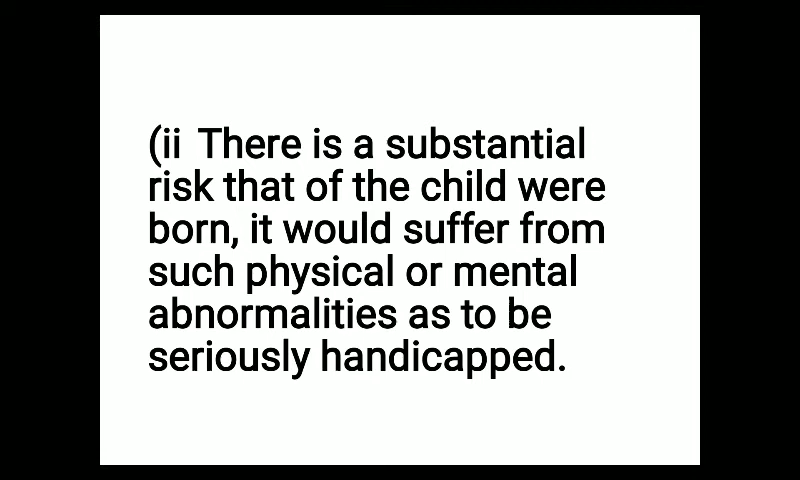 (ii  There is a substantial
risk that of the child were
born, it would suffer from
such physical or mental
abnormalities as to be
seriously handicapped.